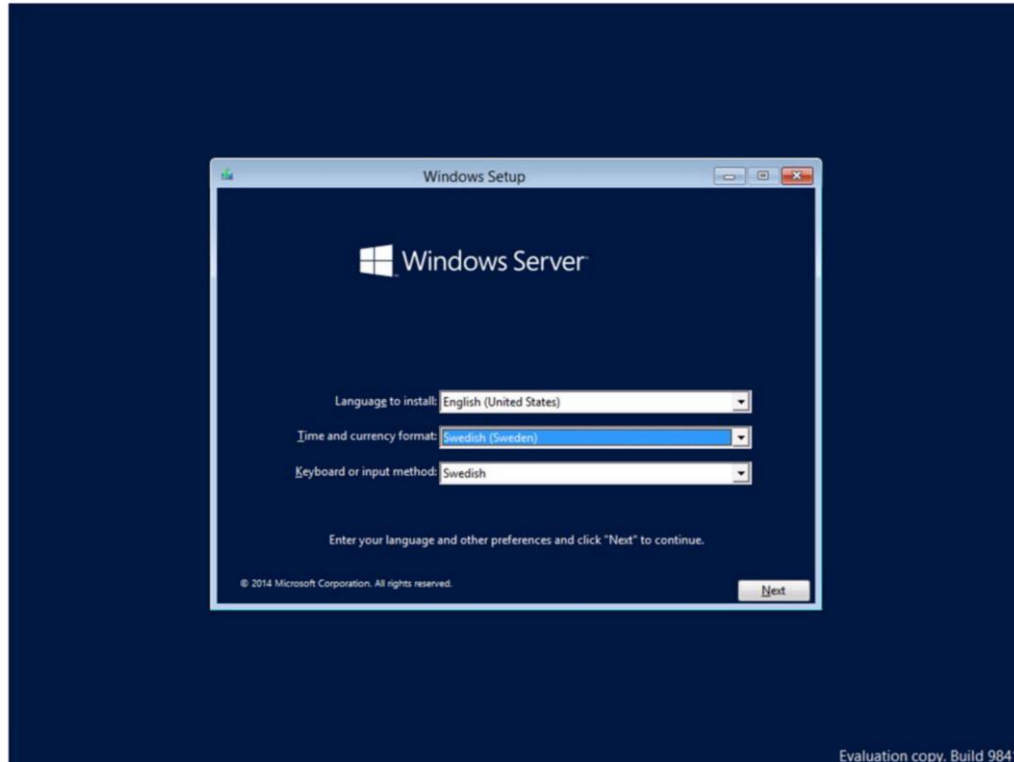 Windows Setup
Windows Server
Language to install: English (United States)
Time and currency format: Swedish (Sweden)
Keyboard or input method: Swedish
Enter your language and other preferences and click "Next" to continue.
© 2014 Microsoft Corporation. All rights reserved.
Next
Evaluation copy. Build